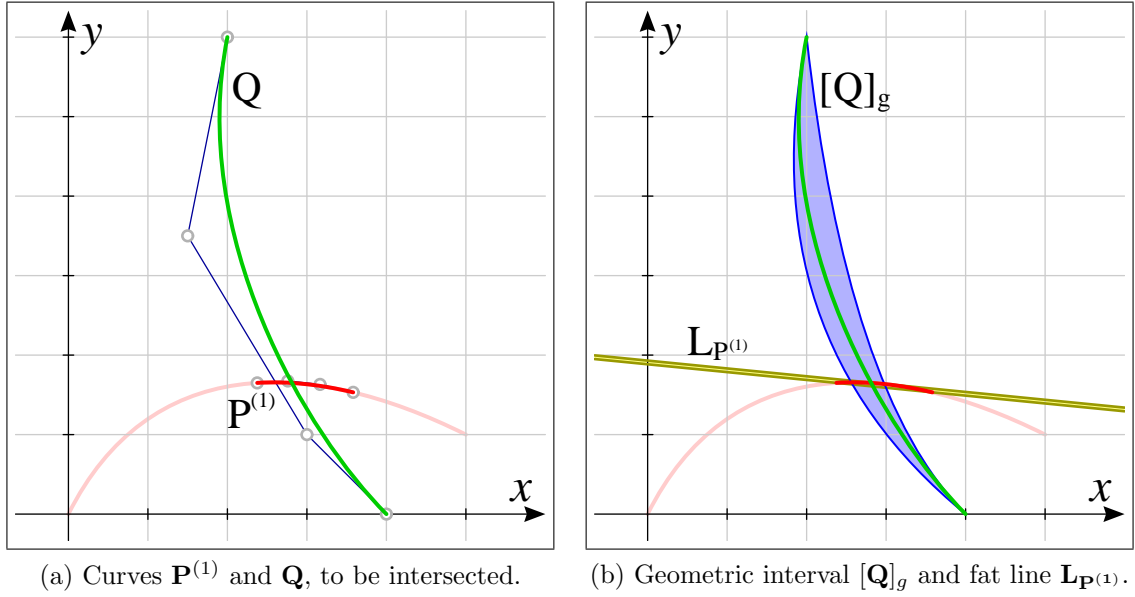 y
Q
P(1)
x
(a) Curves P(1) and Q, to be intersected.
y
[Q]g
LP(1)
x
(b) Geometric interval [Q]g and fat line LP(1).